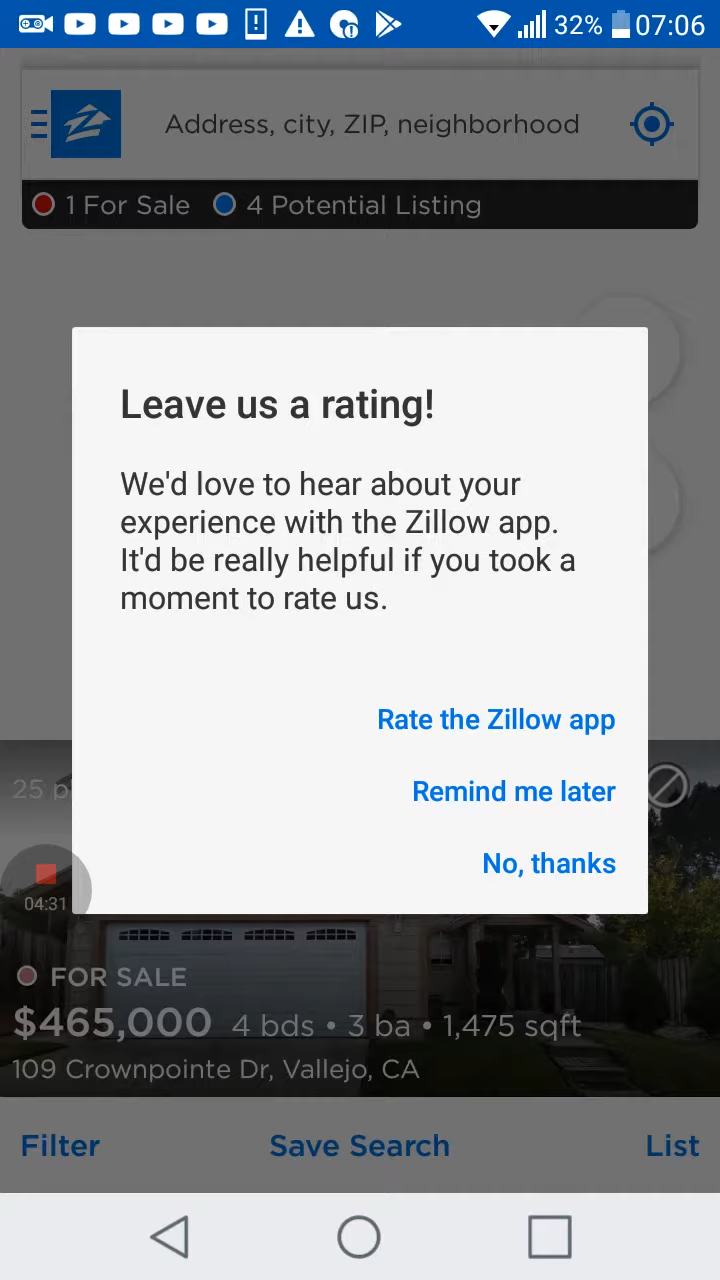 32% 07:06
Address, city, ZIP, neighborhood
1 For Sale 4 Potential Listing
Leave us a rating!
We'd love to hear about your
experience with the Zillow app.
It'd be really helpful if you took a
moment to rate us.
Rate the Zillow app
Remind me later
No, thanks
25 p
04:31
FOR SALE
$465,000 4 bds • 3 ba • 1,475 sqft
109 Crownpointe Dr, Vallejo, CA
Filter Save Search List